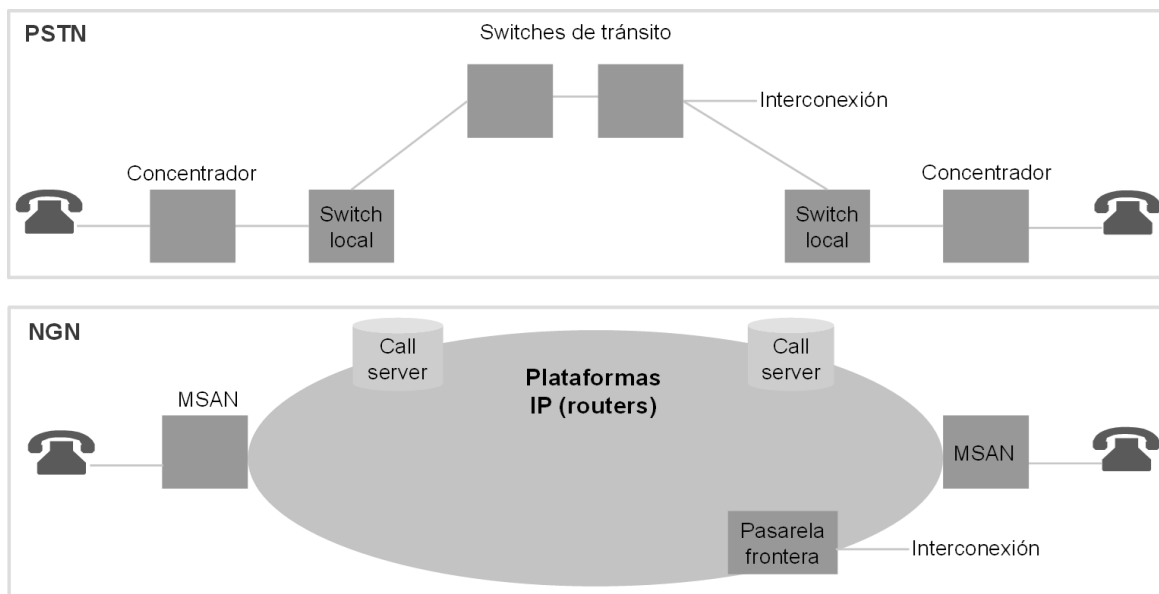 PSTN
Switches de tránsito
Interconexión
Concentrador
Concentrador
Switch
local
Switch
local
NGN
Call
server
Call
server
Plataformas
IP (routers)
MSAN
MSAN
Pasarela
frontera
Interconexión